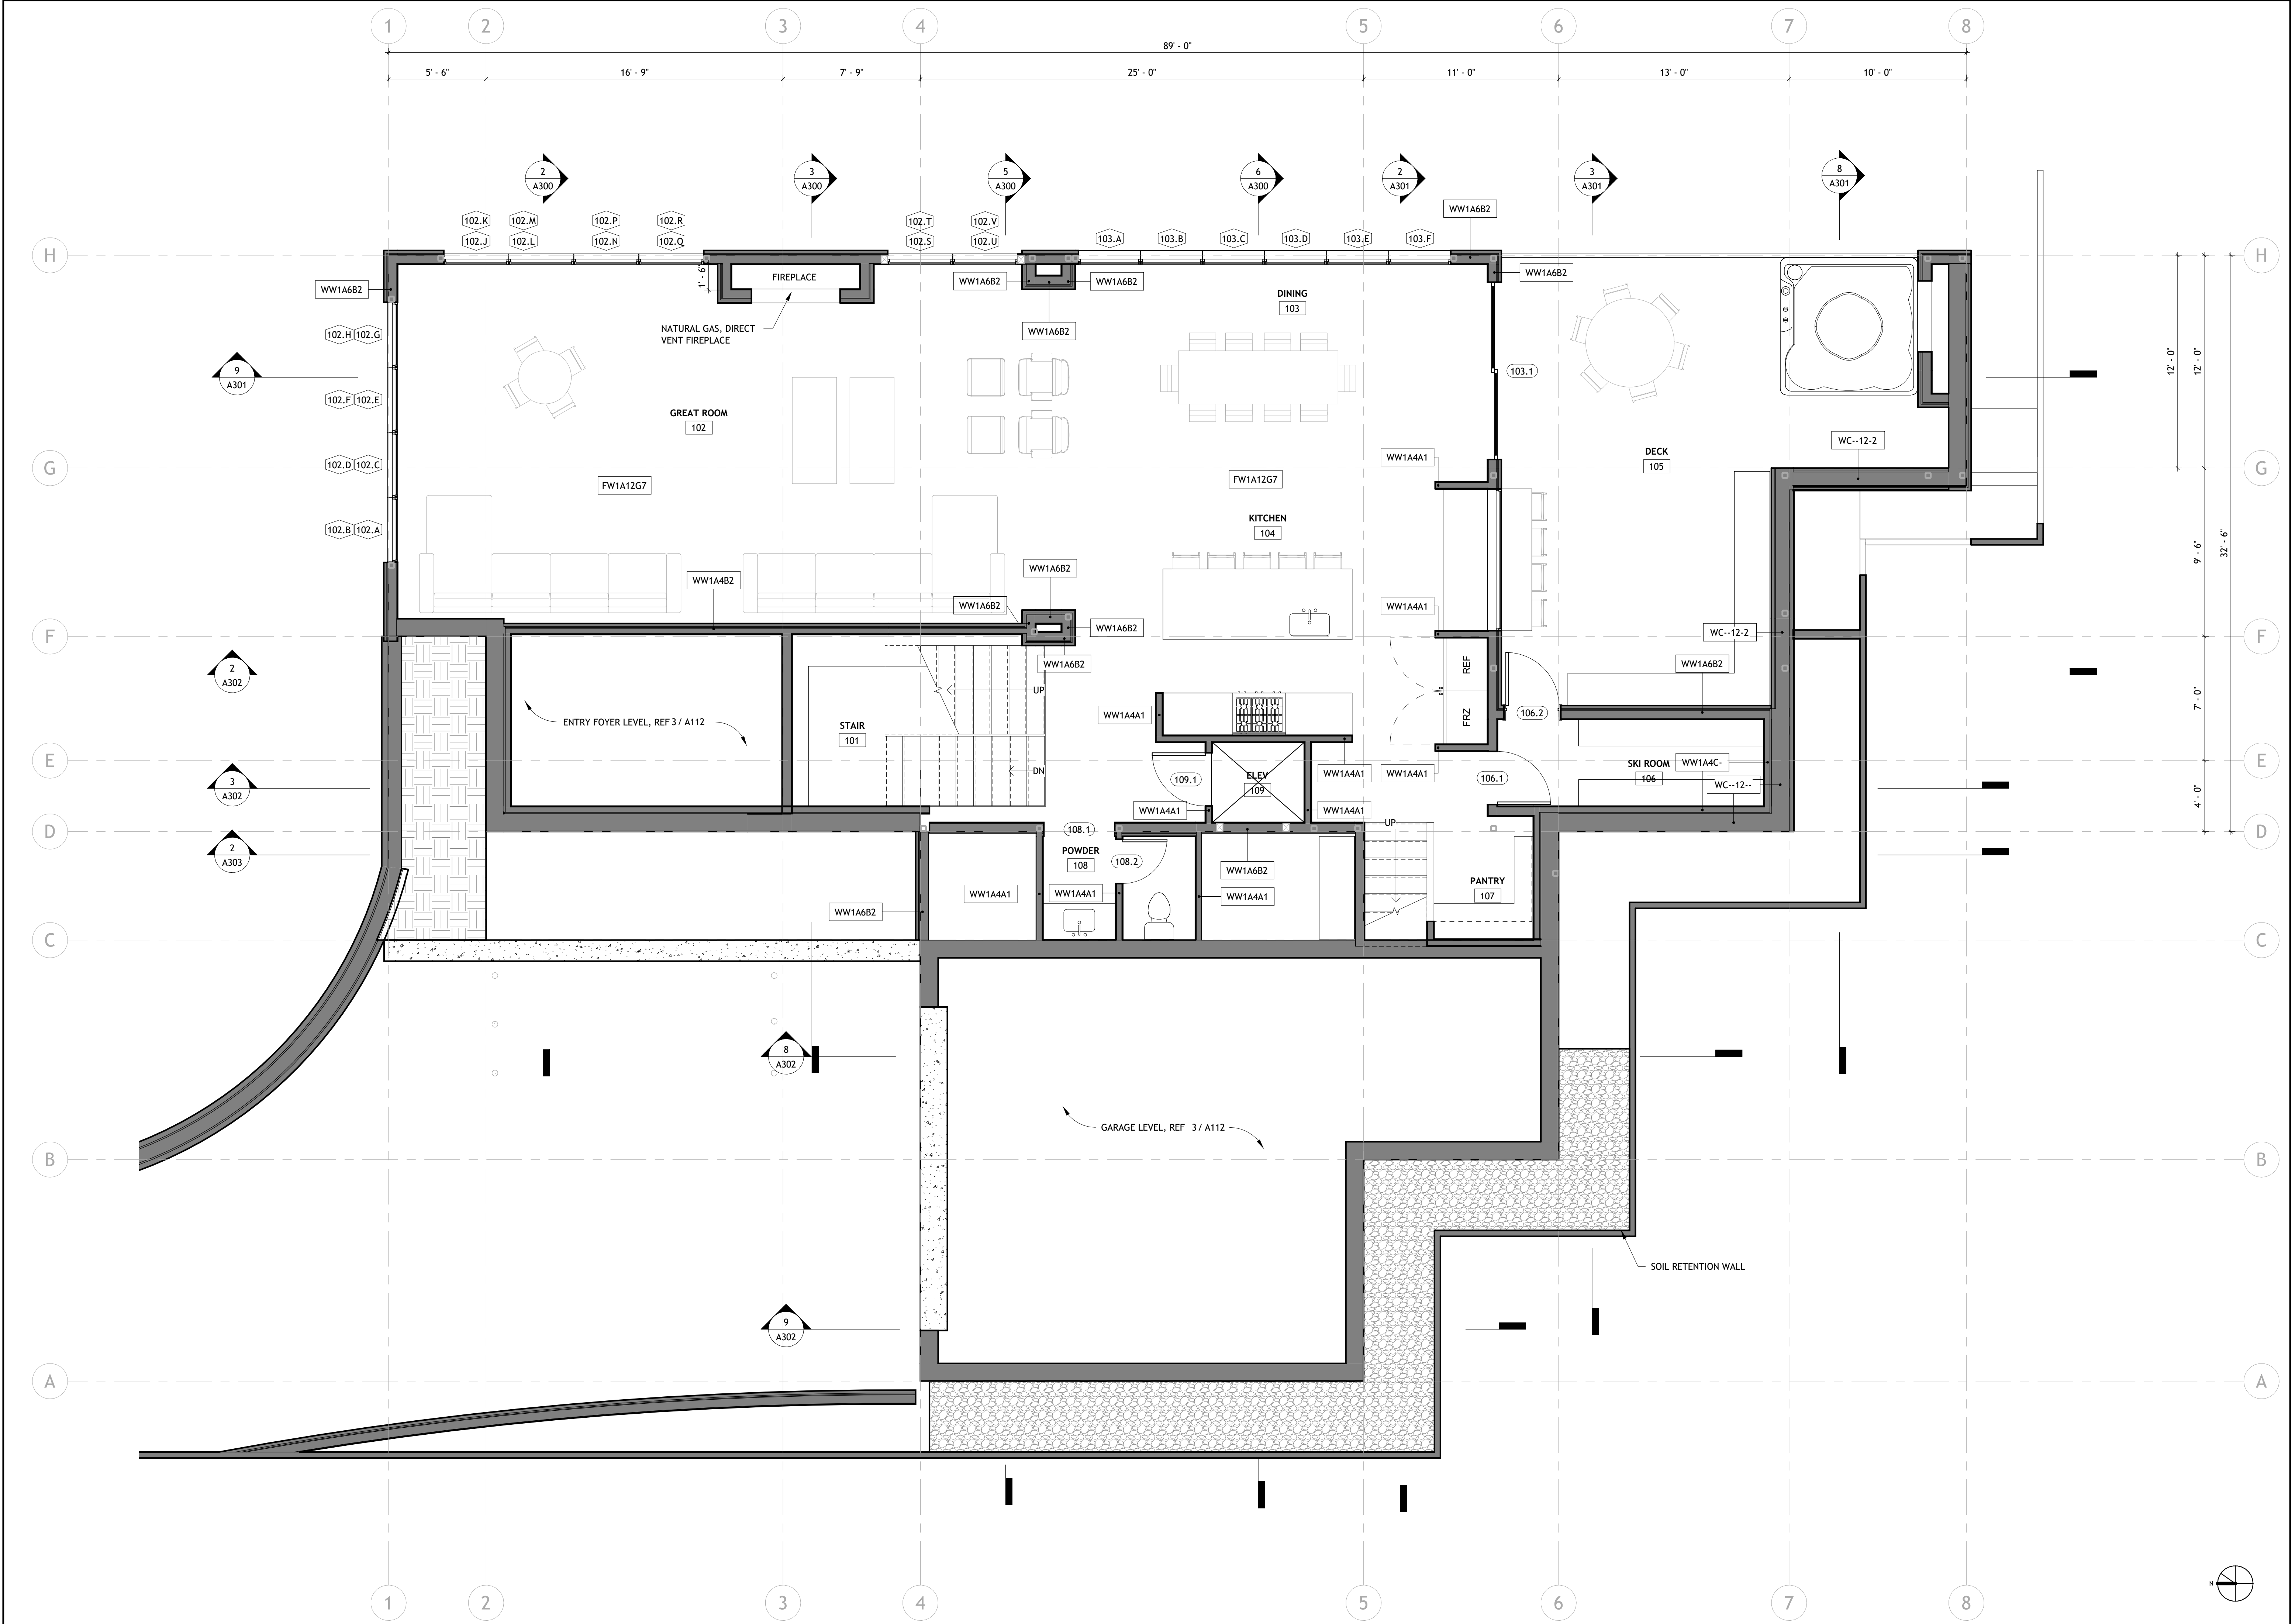 1 2 3 4 5 6 7 8
89' - 0"
5' - 6" 16' - 9" 7' - 9" 25' - 0" 11' - 0" 13' - 0" 10' - 0"
2 A300
3 A300
5 A300
6 A300
2 A301
3 A301
8 A301
102.K 102.M 102.P 102.R 102.T 102.V
102.J 102.L 102.N 102.Q 102.S 102.U
103.A 103.B 103.C 103.D 103.E 103.F
WW1A6B2
H H
FIREPLACE
1' - 6"
WW1A6B2
WW1A6B2
WW1A6B2
WW1A6B2
WW1A6B2
DINING
103
NATURAL GAS, DIRECT
VENT FIREPLACE
102.H 102.G
9 A301
103.1
12' - 0" 12' - 0"
102.F 102.E
GREAT ROOM
102
WC--12-2
DECK
105
WW1A4A1
102.D 102.C
G G
FW1A12G7
FW1A12G7
KITCHEN
104
102.B 102.A
9' - 6"
32' - 6"
WW1A6B2
WW1A4B2
WW1A6B2
WW1A4A1
WW1A6B2
WC--12-2
F F
WW1A6B2
WW1A6B2
REF
2 A302
UP
7' - 0"
ENTRY FOYER LEVEL, REF 3 / A112
STAIR
101
WW1A4A1
FRZ
106.2
E E
DN
109.1
ELEV
109
WW1A4A1
WW1A4A1
106.1
SKI ROOM
106
WW1A4C-
WC--12--
3 A302
WW1A4A1
WW1A4A1
4' - 0"
D D
108.1
UP
POWDER
108
108.2
2 A303
WW1A6B2
WW1A4A1
WW1A4A1
WW1A4A1
PANTRY
107
WW1A6B2
C C
8 A302
GARAGE LEVEL, REF 3 / A112
B B
SOIL RETENTION WALL
9 A302
A A
N
1 2 3 4 5 6 7 8